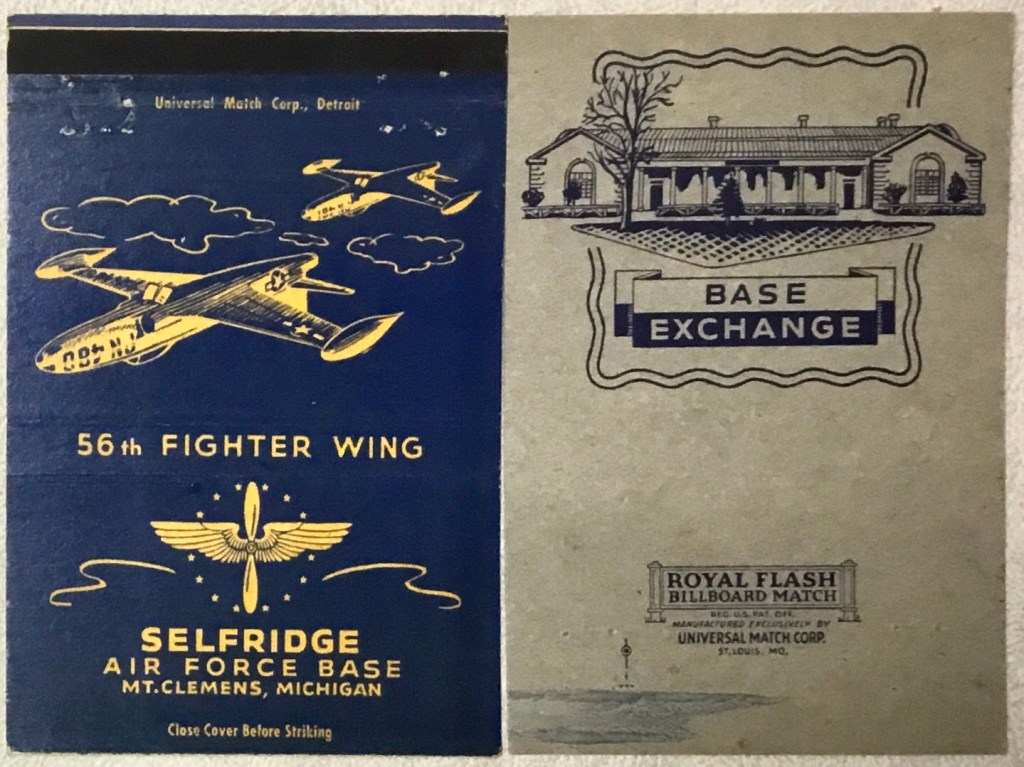 Universal Match Corp., Detroit
56th FIGHTER WING
SELFRIDGE
AIR FORCE BASE
MT. CLEMENS, MICHIGAN
Close Cover Before Striking
BASE
EXCHANGE
ROYAL FLASH
BILLBOARD MATCH
REG. U.S. PAT. OFF.
MANUFACTURED EXCLUSIVELY BY
UNIVERSAL MATCH CORP.
ST. LOUIS, MO.